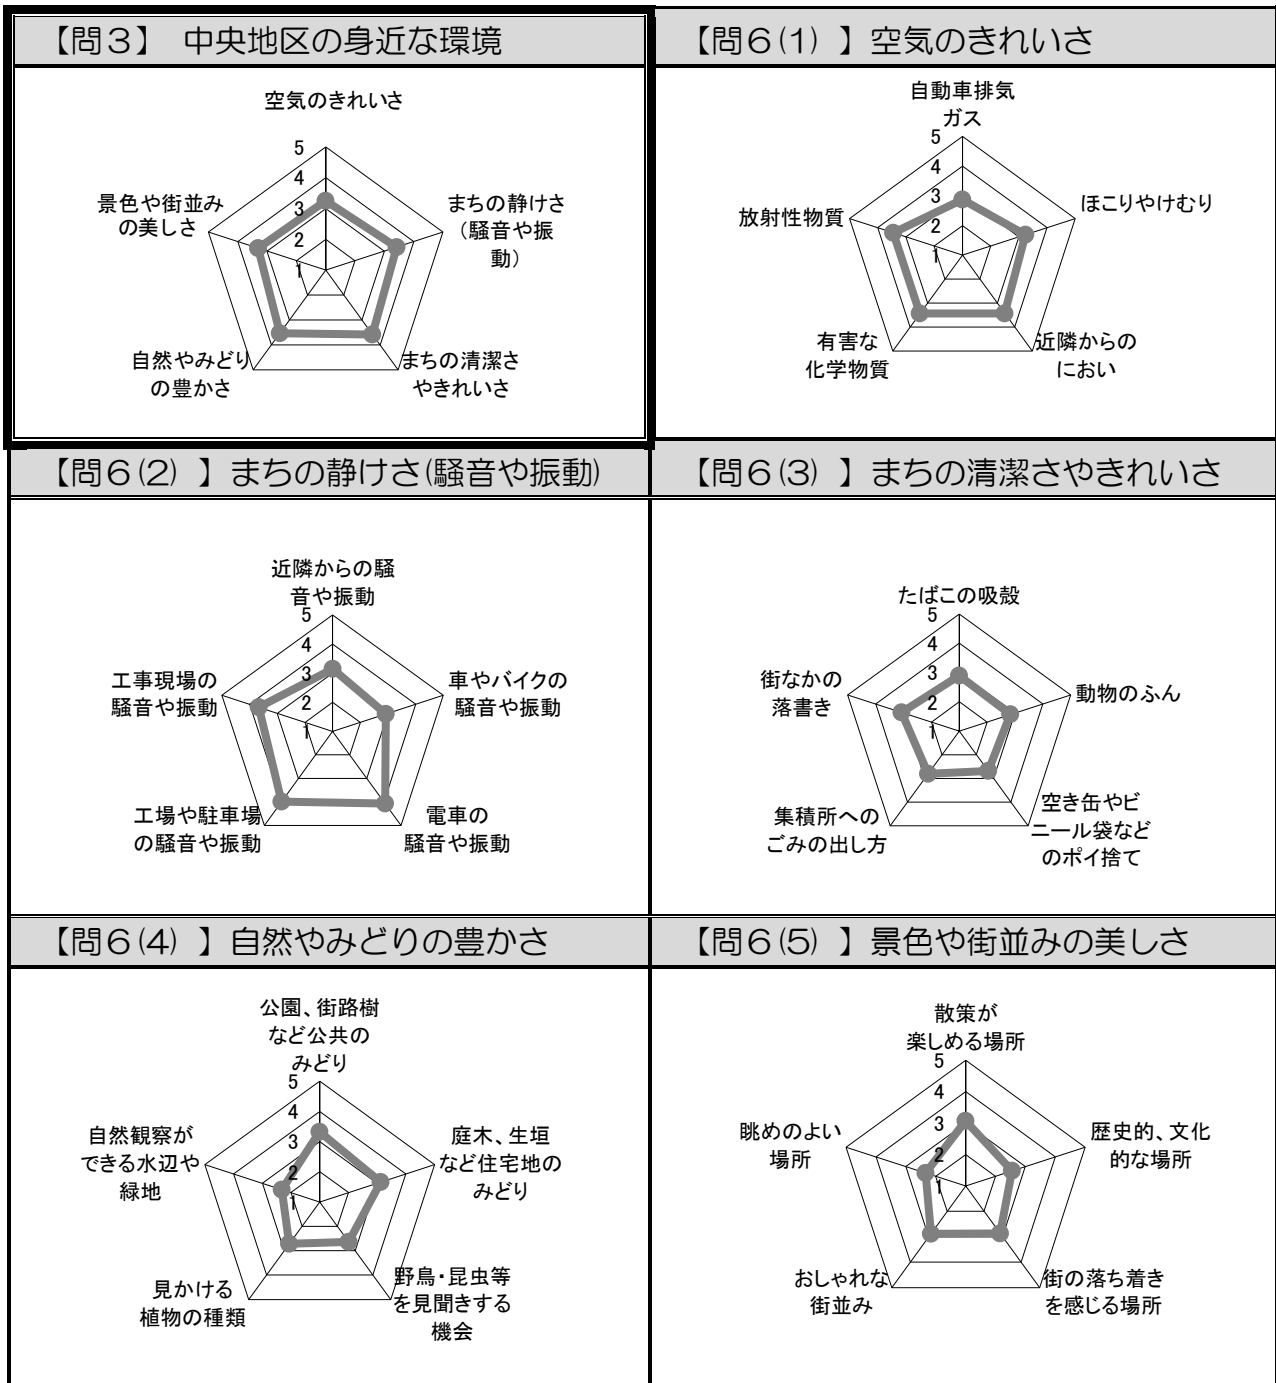 【問３】 中央地区の身近な環境
空気のきれいさ
5
4
3
2
1
まちの静けさ
（騒音や振
動）
まちの清潔さ
やきれいさ
自然やみどり
の豊かさ
景色や街並み
の美しさ
【問６(1) 】空気のきれいさ
自動車排気
ガス
5
4
3
2
1
ほこりやけむり
近隣からの
におい
有害な
化学物質
放射性物質
【問６(2) 】まちの静けさ(騒音や振動)
近隣からの騒
音や振動
5
4
3
2
1
車やバイクの
騒音や振動
電車の
騒音や振動
工場や駐車場
の騒音や振動
工事現場の
騒音や振動
【問６(3) 】まちの清潔さやきれいさ
たばこの吸殻
5
4
3
2
1
動物のふん
空き缶やビ
ニール袋など
のポイ捨て
集積所への
ごみの出し方
街なかの
落書き
【問６(4) 】自然やみどりの豊かさ
公園、街路樹
など公共の
みどり
5
4
3
2
1
庭木、生垣
など住宅地の
みどり
野鳥・昆虫等
を見聞きする
機会
見かける
植物の種類
自然観察が
できる水辺や
緑地
【問６(5) 】景色や街並みの美しさ
散策が
楽しめる場所
5
4
3
2
1
歴史的、文化
的な場所
街の落ち着き
を感じる場所
おしゃれな
街並み
眺めのよい
場所